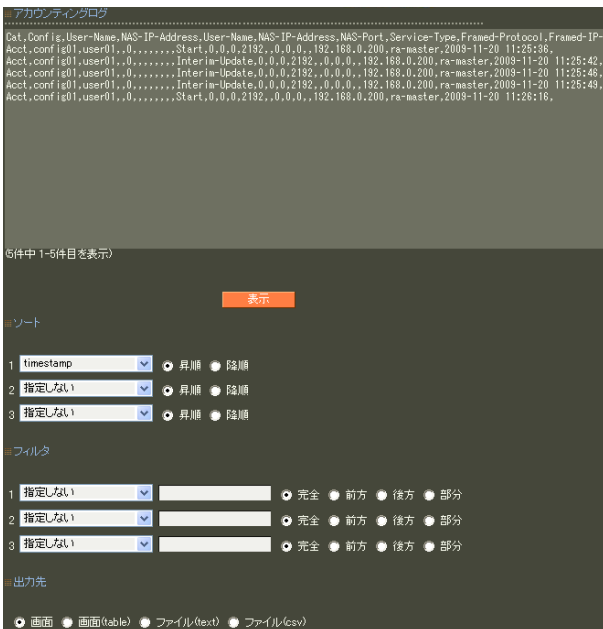 アカウンティングログ
Cat,Config,User-Name,NAS-IP-Address,User-Name,NAS-IP-Address,NAS-Port,Service-Type,Framed-Protocol,Framed-IP-
Acct,config01,user01,,0,,,,,,,Start,0,0,0,2192,,0,0,0,,192.168.0.200,ra-master,2009-11-20 11:25:36,
Acct,config01,user01,,0,,,,,,,Interim-Update,0,0,0,2192,,0,0,0,,192.168.0.200,ra-master,2009-11-20 11:25:42,
Acct,config01,user01,,0,,,,,,,Interim-Update,0,0,0,2192,,0,0,0,,192.168.0.200,ra-master,2009-11-20 11:25:46,
Acct,config01,user01,,0,,,,,,,Interim-Update,0,0,0,2192,,0,0,0,,192.168.0.200,ra-master,2009-11-20 11:25:49,
Acct,config01,user01,,0,,,,,,,Start,0,0,0,2192,,0,0,0,,192.168.0.200,ra-master,2009-11-20 11:26:16,
(5件中 1-5件目を表示)
表示
ソート
1 timestamp 昇順 降順
2 指定しない 昇順 降順
3 指定しない 昇順 降順
フィルタ
1 指定しない 完全 前方 後方 部分
2 指定しない 完全 前方 後方 部分
3 指定しない 完全 前方 後方 部分
出力先
画面 画面(table) ファイル(text) ファイル(csv)